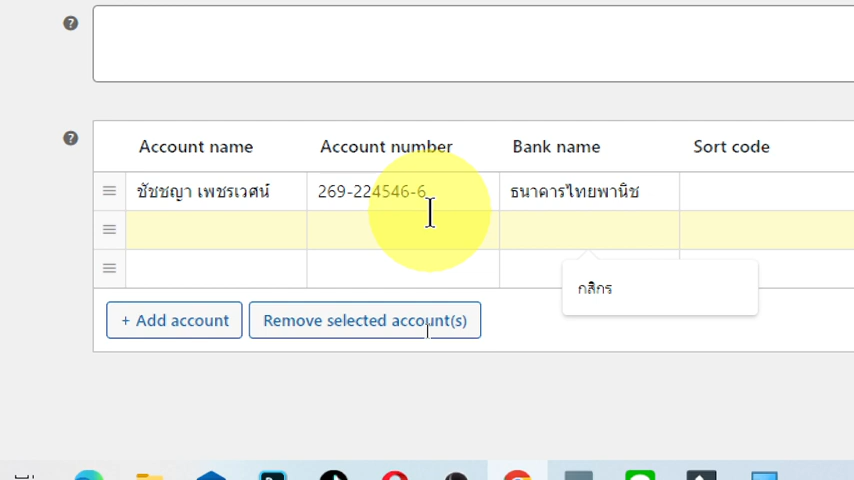 Account name Account number Bank name Sort code
ชัชชญา เพชรเวศน์ 269-224546-6 ธนาคารไทยพานิช
กสิกร
+ Add account Remove selected account(s)